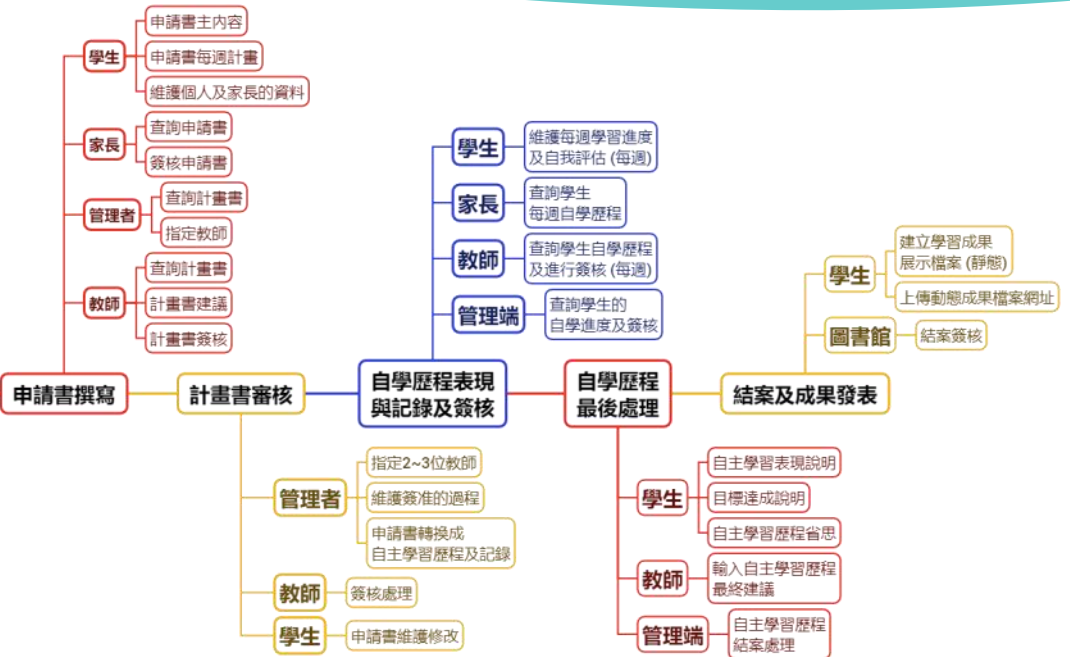 學生
申請書主內容
申請書每週計畫
維護個人及家長的資料
家長
查詢申請書
簽核申請書
管理者
查詢計畫書
指定教師
教師
查詢計畫書
計畫書建議
計畫書簽核
學生
維護每週學習進度
及自我評估 (每週)
家長
查詢學生
每週自學歷程
教師
查詢學生自學歷程
及進行簽核 (每週)
管理端
查詢學生的
自學進度及簽核
學生
建立學習成果
展示檔案 (靜態)
上傳動態成果檔案網址
圖書館
結案簽核
申請書撰寫
計畫書審核
自學歷程表現
與記錄及簽核
自學歷程
最後處理
結案及成果發表
管理者
指定2~3位教師
維護簽准的過程
申請書轉換成
自主學習歷程及記錄
教師
簽核處理
學生
申請書維護修改
學生
自主學習表現說明
目標達成說明
自主學習歷程省思
教師
輸入自主學習歷程
最終建議
管理端
自主學習歷程
結案處理